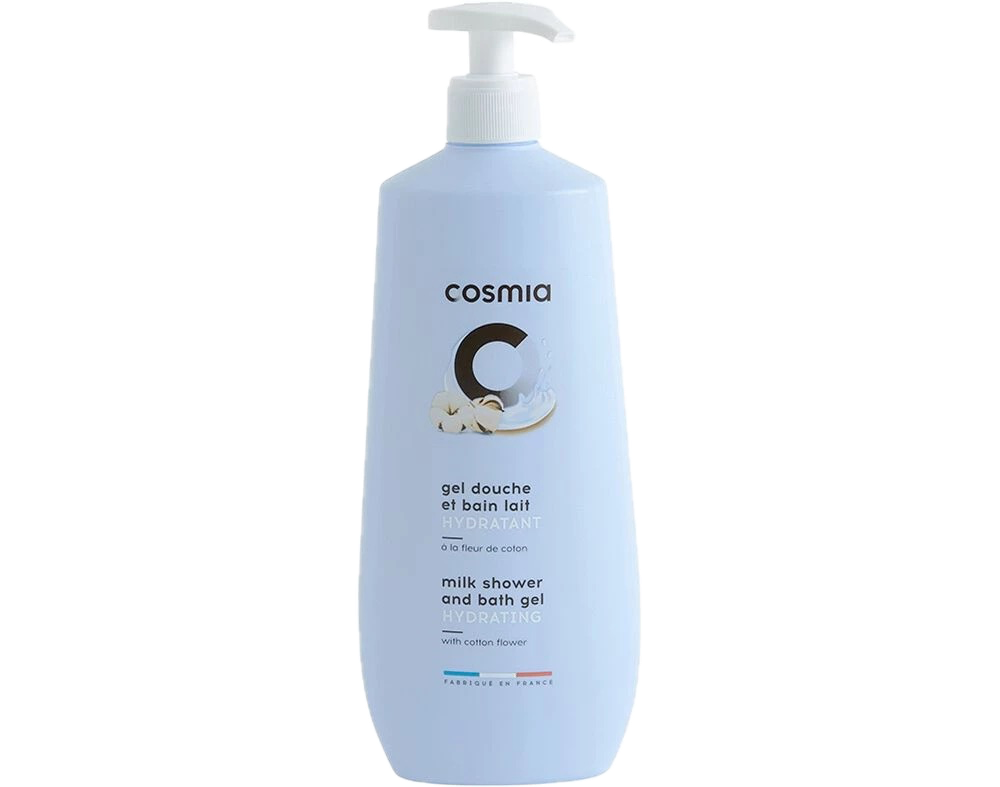 cosmia
C
gel douche
et bain lait
HYDRATANT
à la fleur de coton
milk shower
and bath gel
HYDRATING
with cotton flower
FABRIQUÉ EN FRANCE